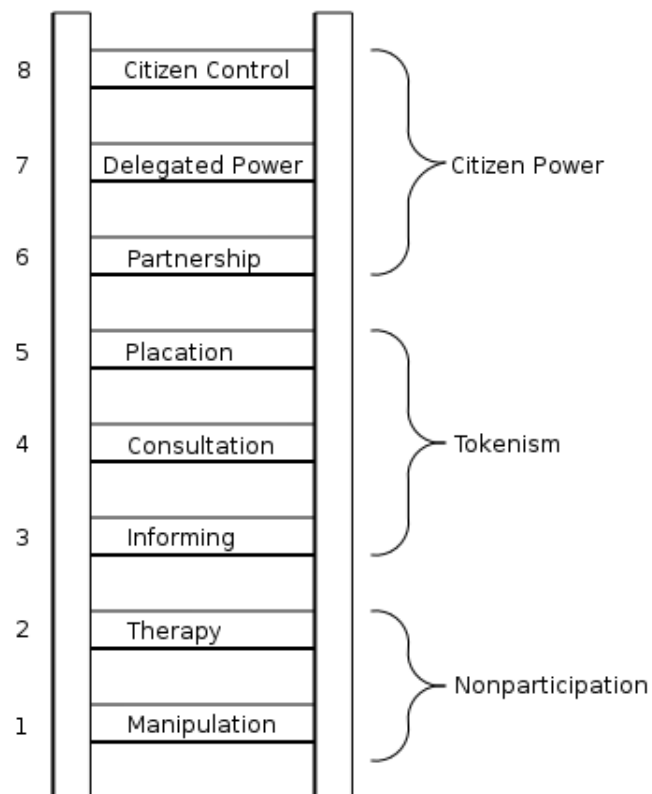 8 Citizen Control
7 Delegated Power
Citizen Power
6 Partnership
5 Placation
4 Consultation
Tokenism
3 Informing
2 Therapy
Nonparticipation
1 Manipulation